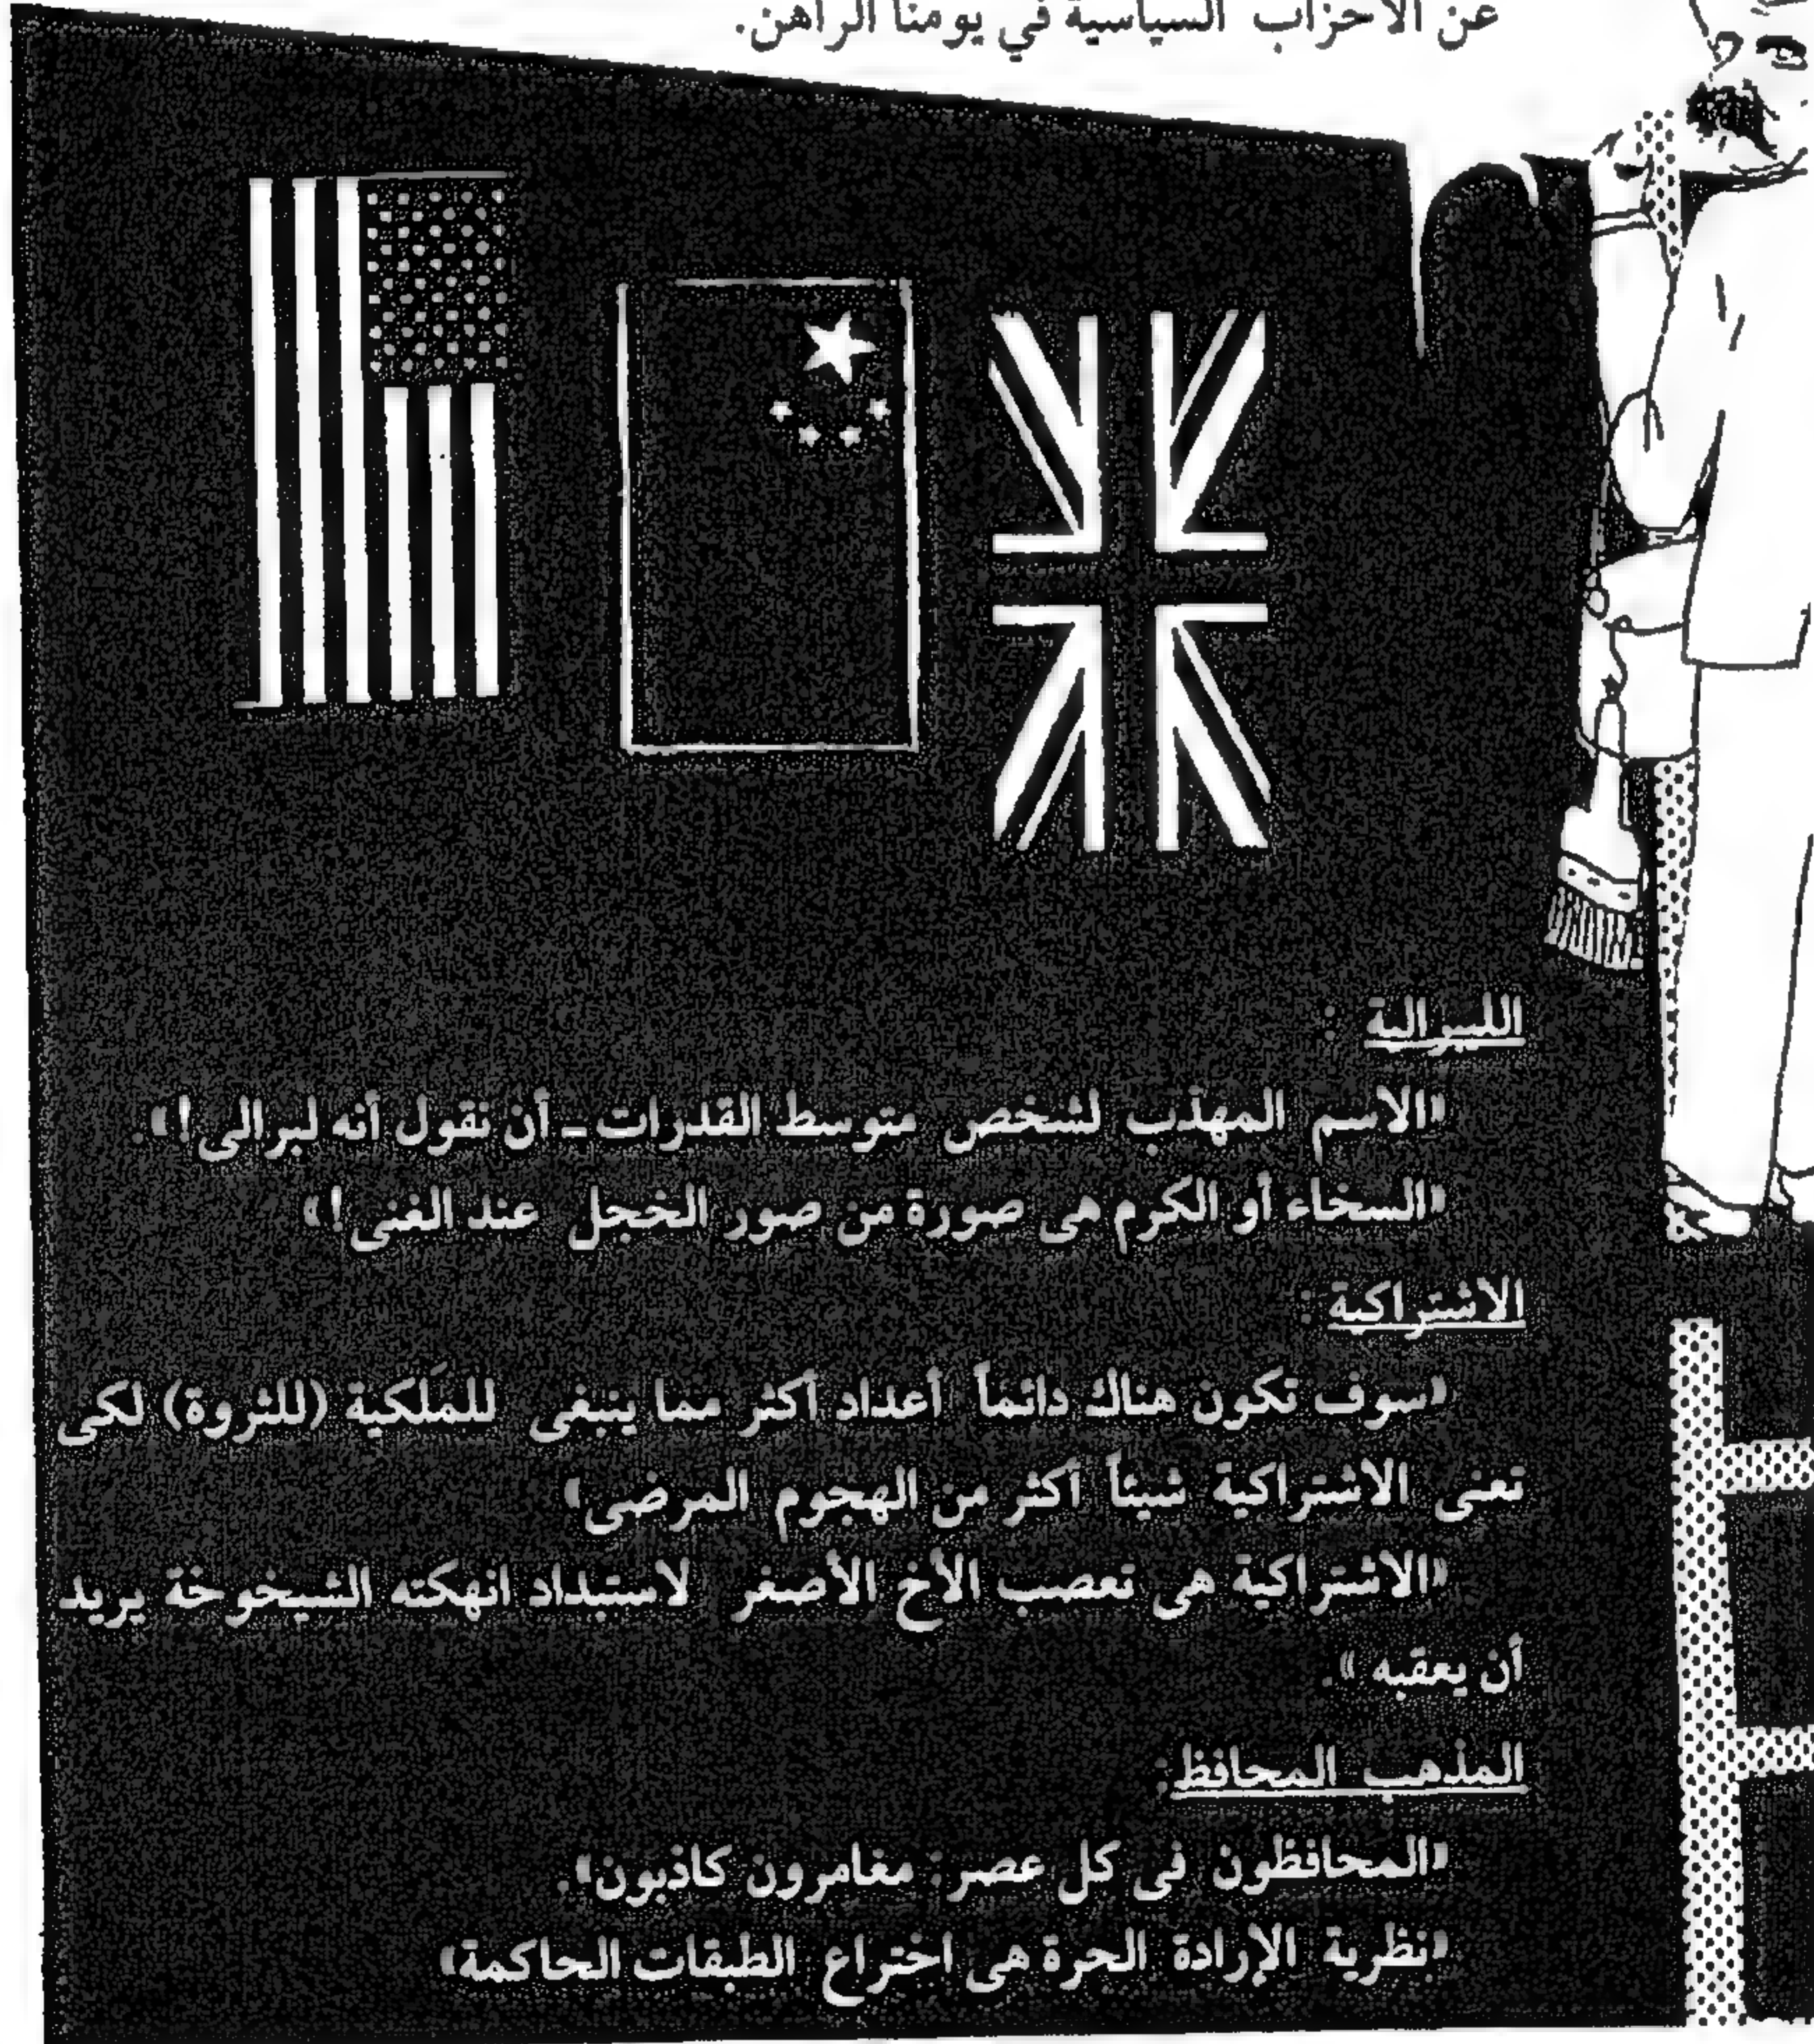 عن الأحزاب السياسية في يومنا الراهن.
الليبرالية :
«الاسم المهذب لشخص متوسط القدرات ـ أن نقول أنه لبرالى!».
«السخاء أو الكرم هى صورة من صور الخجل عند الغنى!»
الاشتراكية :
«سوف تكون هناك دائماً أعداد أكثر مما ينبغى للمَلكية (للثروة) لكى
تعنى الاشتراكية شيئاً أكثر من الهجوم المرضى»
«الاشتراكية هى تعصب الأخ الأصغر لاستبداد انهكته الشيخوخة يريد
أن يعقبه».
المذهب المحافظ:
«المحافظون فى كل عصر: مغامرون كاذبون».
«نظرية الإرادة الحرة هى اختراع الطبقات الحاكمة»